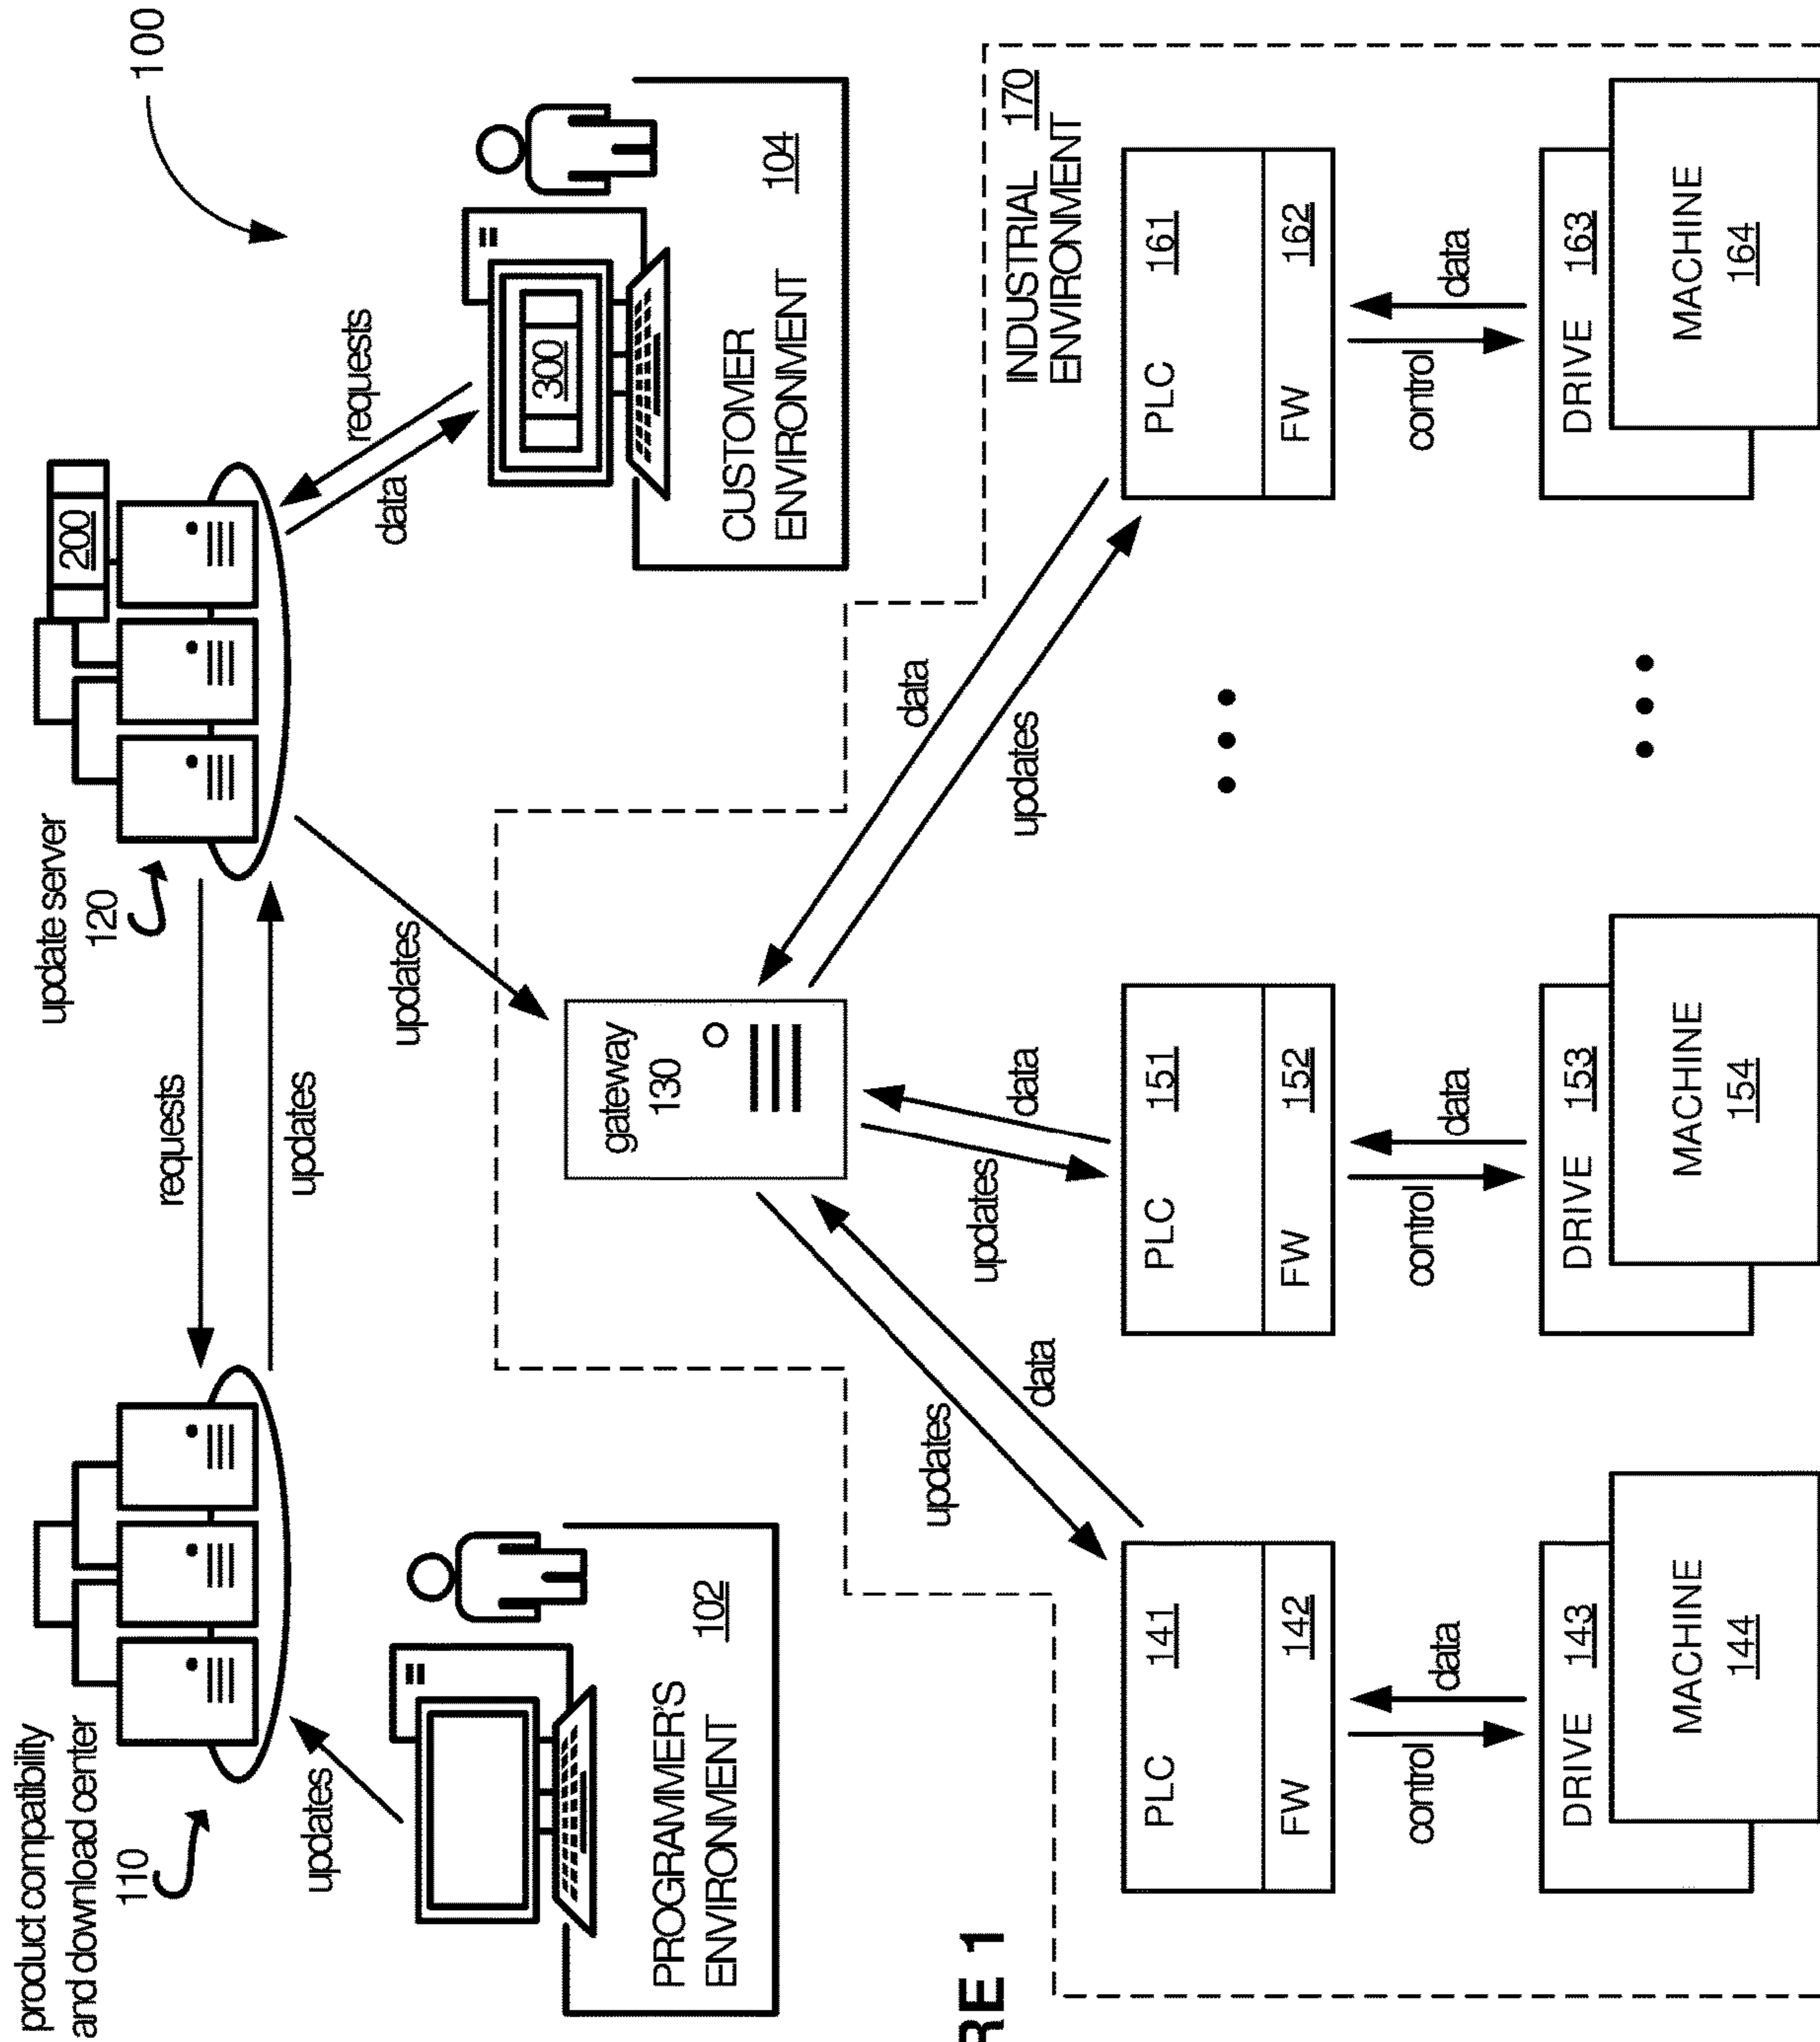 product compatibility
and download center
110
update server
120
200
100
requests
updates
updates
requests
data
updates
300
PROGRAMMER'S
ENVIRONMENT
102
gateway
130
CUSTOMER
ENVIRONMENT
104
RE 1
INDUSTRIAL 170
ENVIRONMENT
updates
data
updates
data
data
updates
PLC 141
FW 142
PLC 151
FW 152
PLC 161
FW 162
control
data
control
data
control
data
DRIVE 143
MACHINE
144
DRIVE 153
MACHINE
154
DRIVE 163
MACHINE
164